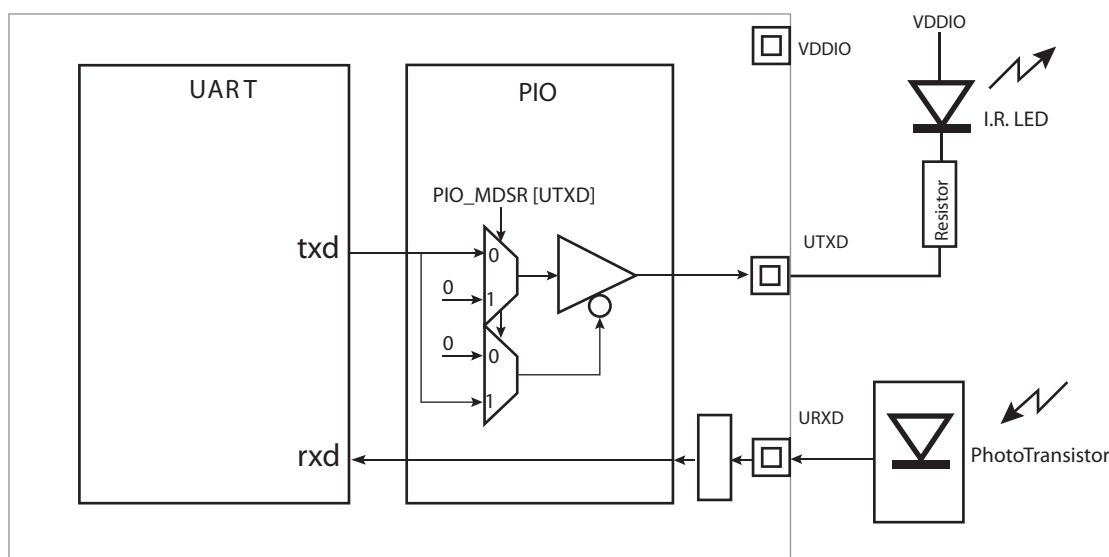 VDDIO
VDDIO
UART
PIO
I.R. LED
PIO_MDSR [UTXD]
Resistor
txd
0
UTXD
0
1
0
0
1
URXD
rxd
PhotoTransistor